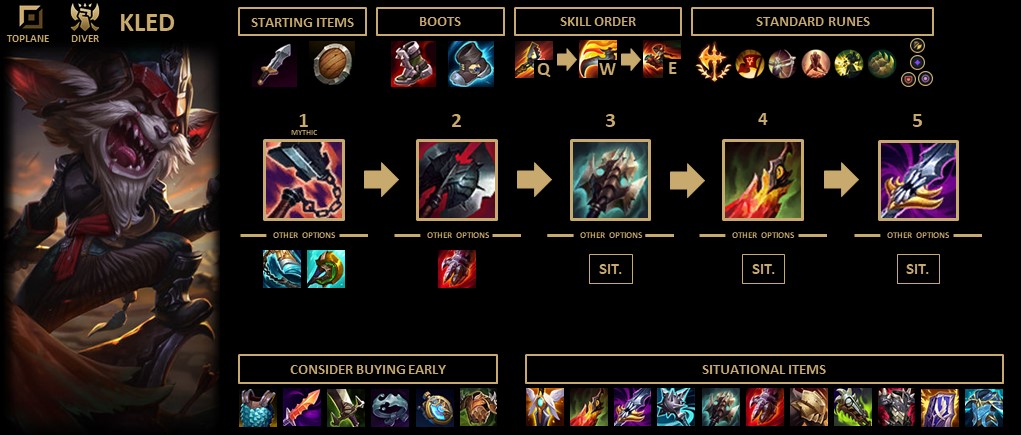 TOPLANE
DIVER
KLED
STARTING ITEMS
BOOTS
SKILL ORDER
STANDARD RUNES
Q
W
E
1
MYTHIC
2
3
4
5
OTHER OPTIONS
OTHER OPTIONS
OTHER OPTIONS
OTHER OPTIONS
OTHER OPTIONS
SIT.
SIT.
SIT.
CONSIDER BUYING EARLY
SITUATIONAL ITEMS